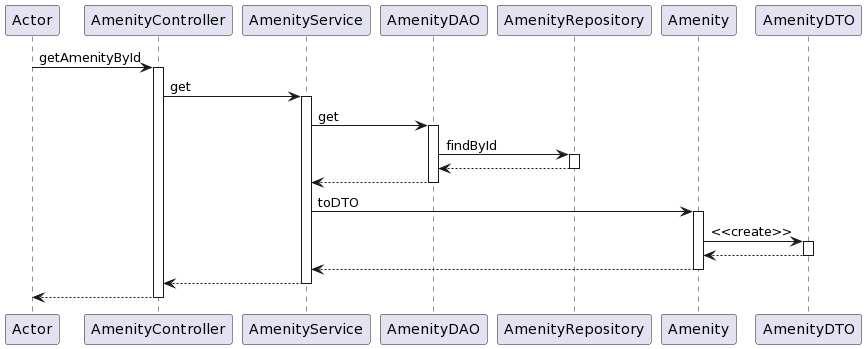 Actor AmenityController AmenityService AmenityDAO AmenityRepository Amenity AmenityDTO
getAmenityById
get
get
findById
toDTO
<<create>>
Actor AmenityController AmenityService AmenityDAO AmenityRepository Amenity AmenityDTO